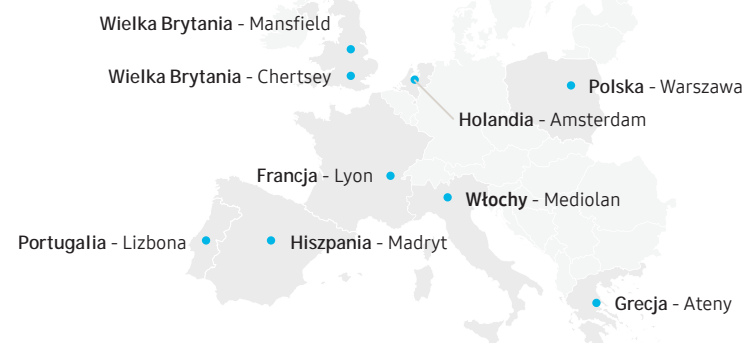 Wielka Brytania - Mansfield
Wielka Brytania - Chertsey
Polska - Warszawa
Holandia - Amsterdam
Francja - Lyon
Włochy - Mediolan
Portugalia - Lizbona
Hiszpania - Madryt
Grecja - Ateny